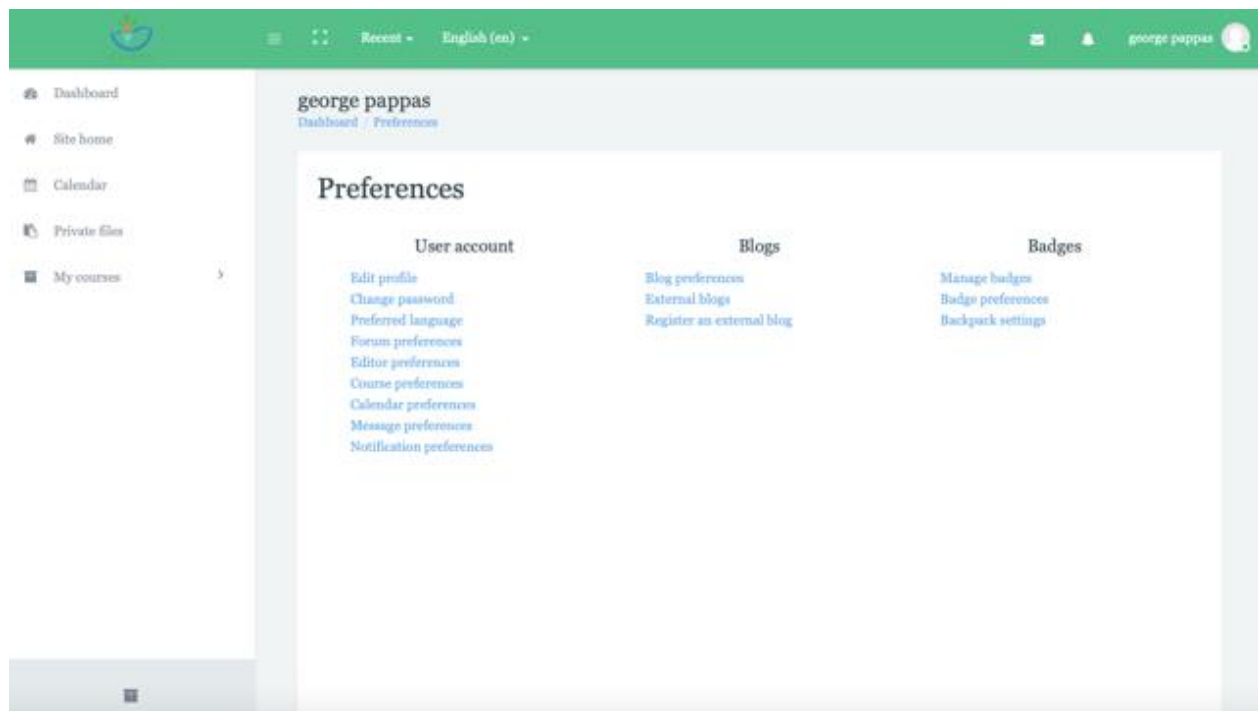 Recent English (en)
george pappas
Dashboard
Site home
Calendar
Private files
My courses
george pappas
Dashboard / Preferences
Preferences
User account
Edit profile
Change password
Preferred language
Forum preferences
Editor preferences
Course preferences
Calendar preferences
Message preferences
Notification preferences
Blogs
Blog preferences
External blogs
Register an external blog
Badges
Manage badges
Badge preferences
Backpack settings